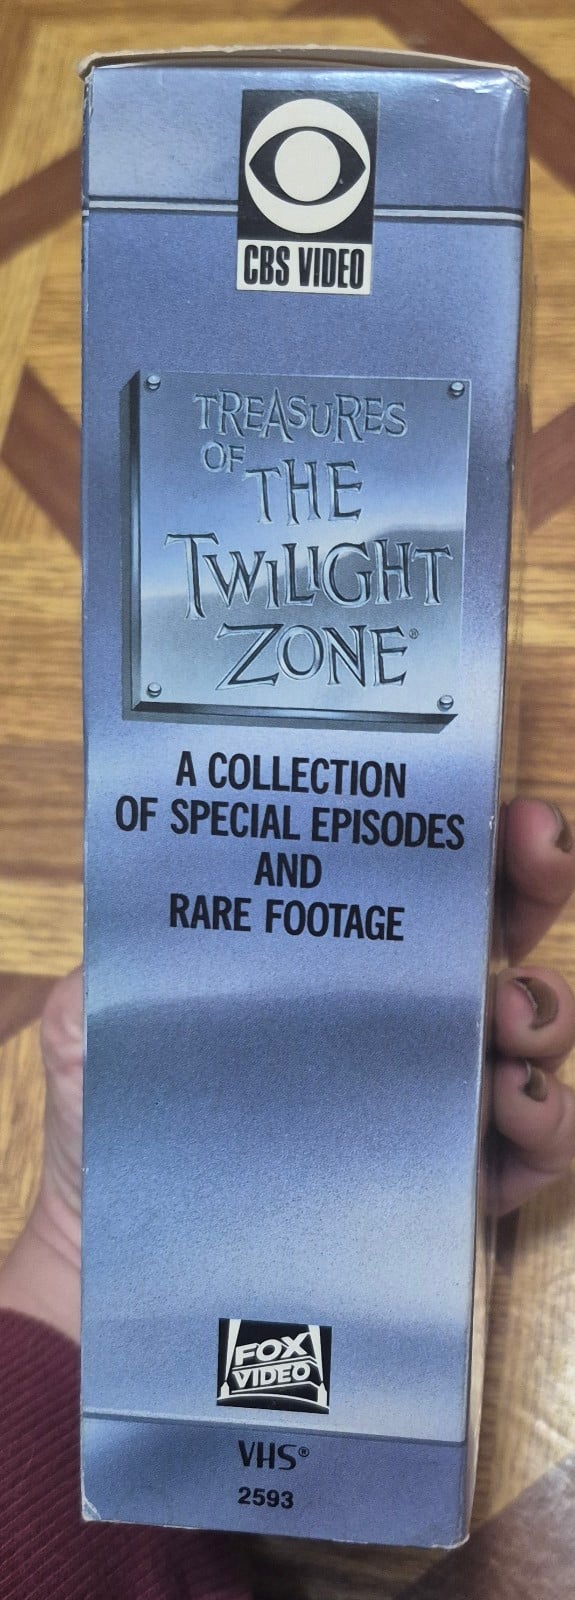 CBS VIDEO
TREASURES
OF THE
TWILIGHT
ZONE®
A COLLECTION
OF SPECIAL EPISODES
AND
RARE FOOTAGE
FOX
VIDEO
VHS®
2593